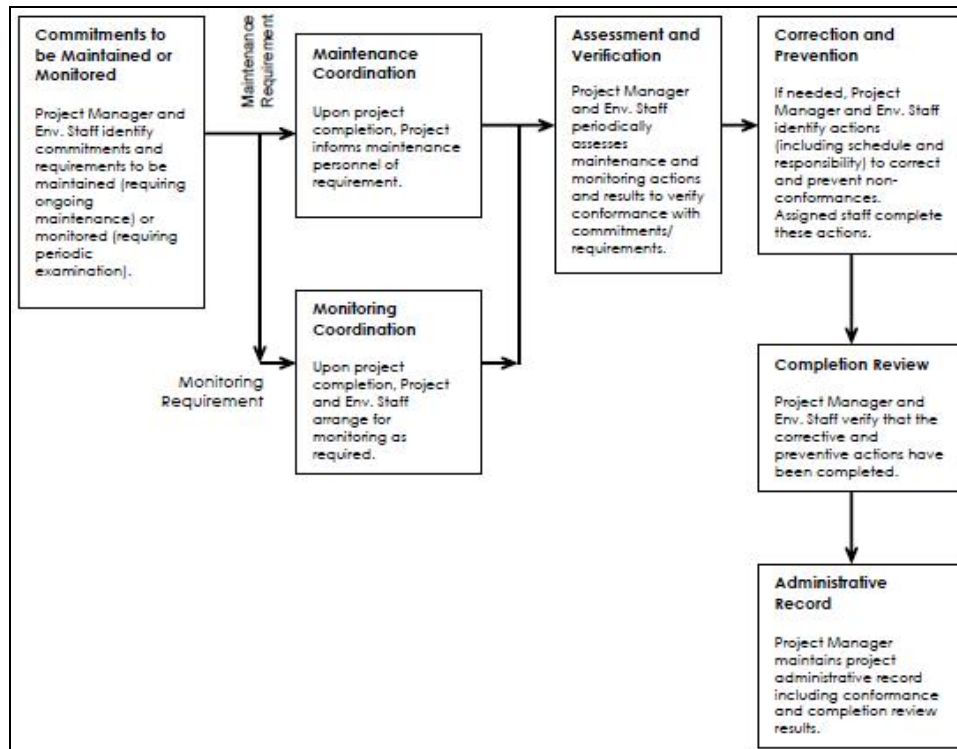 Commitments to
be Maintained or
Monitored
Project Manager and
Env. Staff identify
commitments and
requirements to be
maintained (requiring
ongoing
maintenance) or
monitored (requiring
periodic
examination).
Maintenance
Requirement
Maintenance
Coordination
Upon project
completion, Project
informs maintenance
personnel of
requirement.
Monitoring
Requirement
Monitoring
Coordination
Upon project
completion, Project
and Env. Staff
arrange for
monitoring as
required.
Assessment and
Verification
Project Manager
and Env. Staff
periodically
assesses
maintenance and
monitoring actions
and results to verify
conformance with
commitments/
requirements.
Correction and
Prevention
If needed, Project
Manager and Env. Staff
identify actions
(including schedule and
responsibility) to correct
and prevent non-
conformances.
Assigned staff complete
these actions.
Completion Review
Project Manager and
Env. Staff verify that the
corrective and
preventive actions have
been completed.
Administrative
Record
Project Manager
maintains project
administrative record
including conformance
and completion review
results.